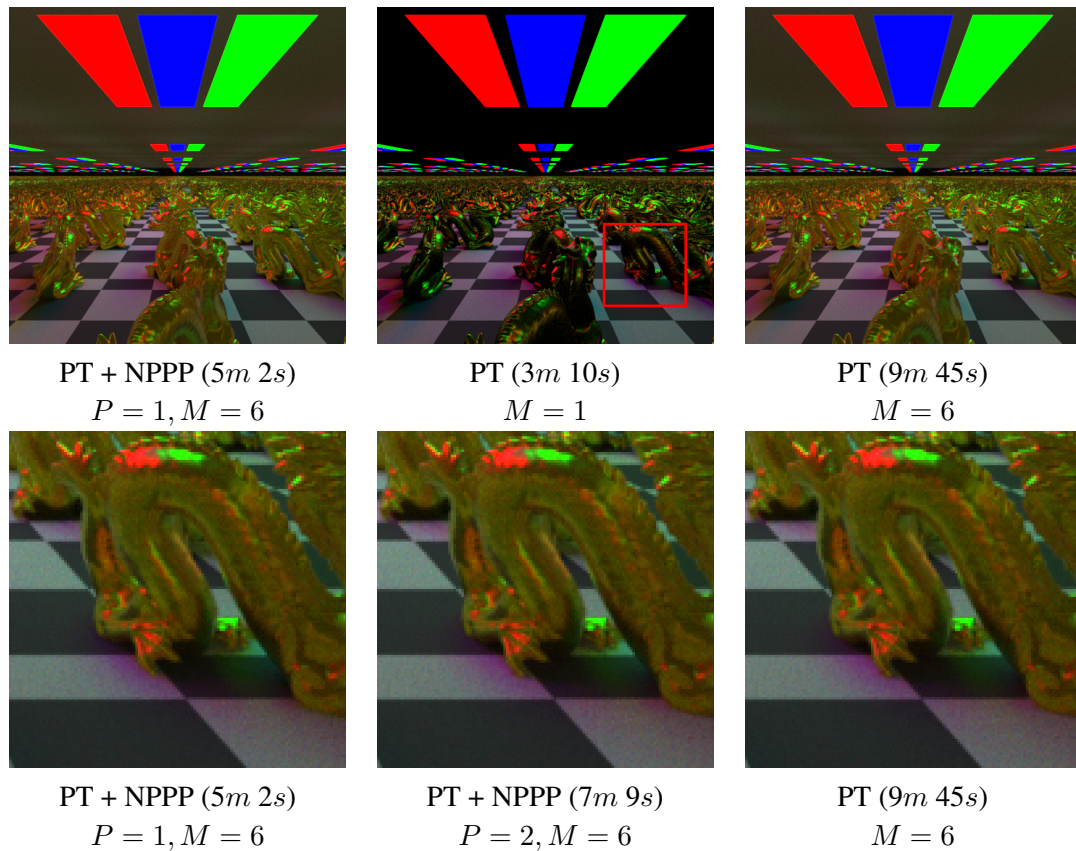 PT + NPPP (5m 2s)
P = 1, M = 6
PT (3m 10s)
M = 1
PT (9m 45s)
M = 6
PT + NPPP (5m 2s)
P = 1, M = 6
PT + NPPP (7m 9s)
P = 2, M = 6
PT (9m 45s)
M = 6